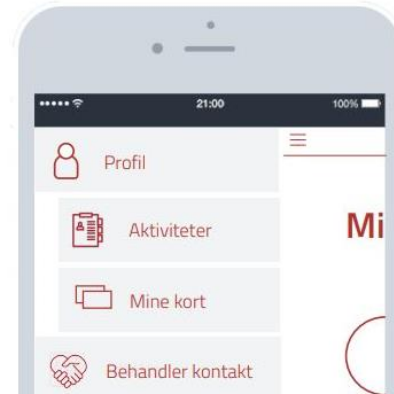 21:00
100%
Profil
Aktiviteter
Mi
Mine kort
Behandler kontakt